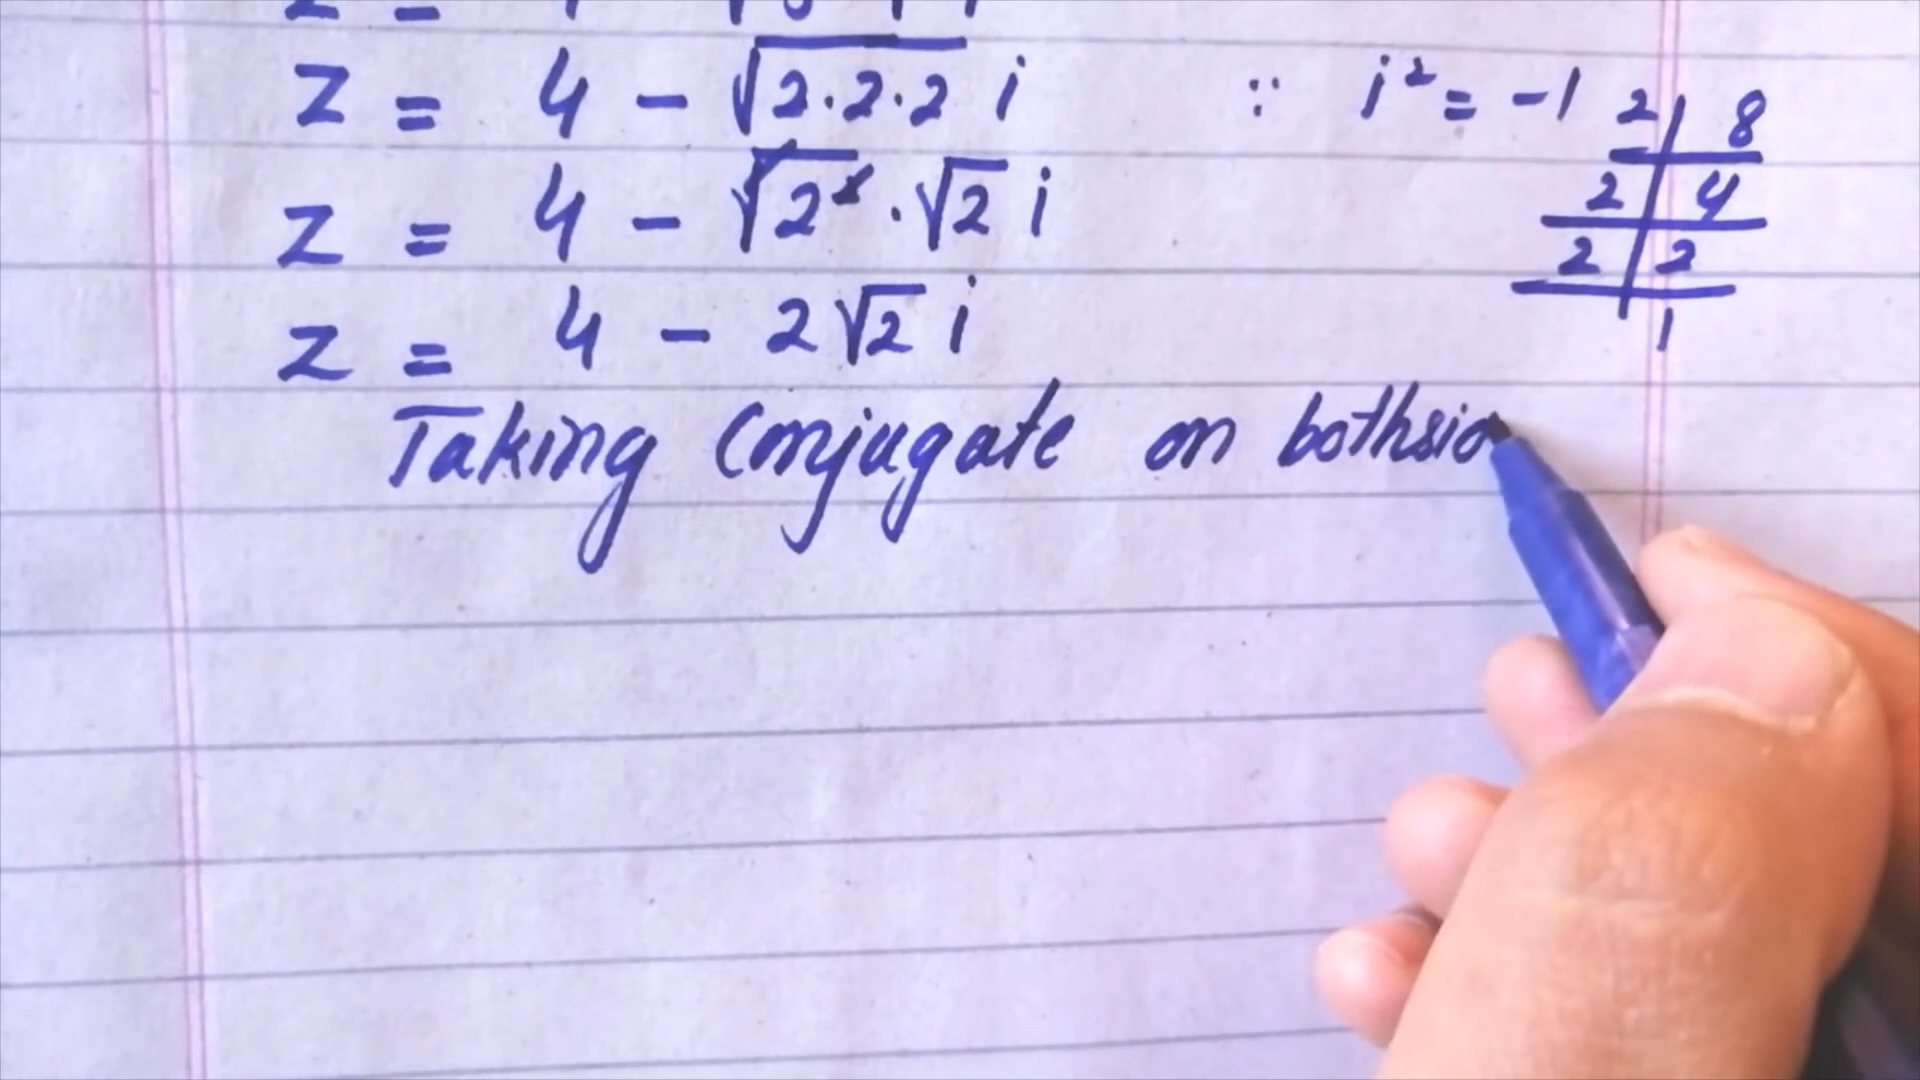 z = 4 - √2·2·2 i ∵ i² = -1
z = 4 - √2² · √2 i
z = 4 - 2√2 i
Taking Conjugate on bothsid
2 | 8
2 | 4
2 | 2
1